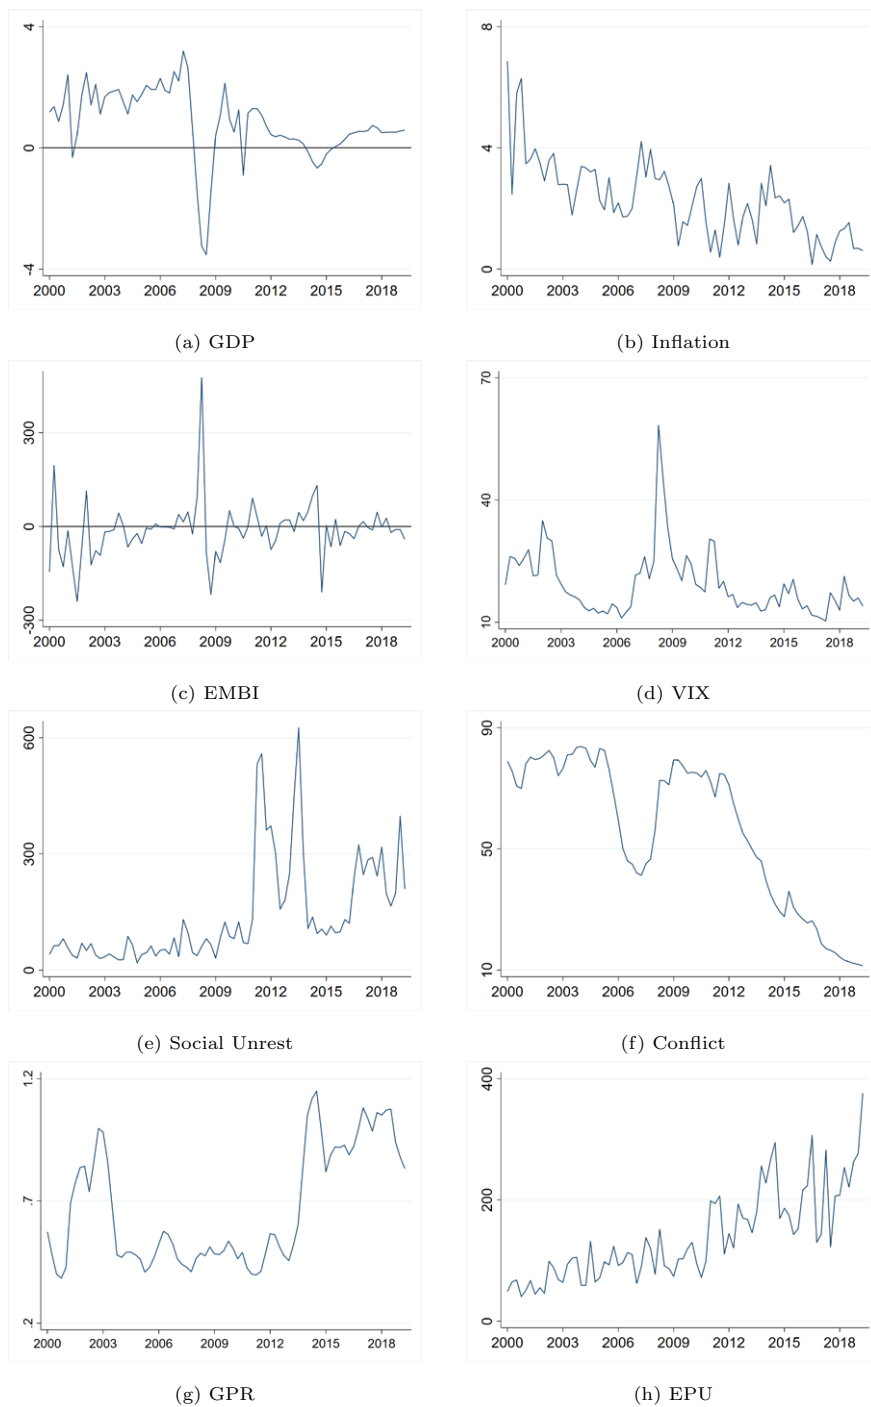 4
0
-4
2000 2003 2006 2009 2012 2015 2018
(a) GDP
8
4
0
2000 2003 2006 2009 2012 2015 2018
(b) Inflation
300
0
-300
2000 2003 2006 2009 2012 2015 2018
(c) EMBI
70
40
10
2000 2003 2006 2009 2012 2015 2018
(d) VIX
600
300
0
2000 2003 2006 2009 2012 2015 2018
(e) Social Unrest
90
50
10
2000 2003 2006 2009 2012 2015 2018
(f) Conflict
1.2
.7
.2
2000 2003 2006 2009 2012 2015 2018
(g) GPR
400
200
0
2000 2003 2006 2009 2012 2015 2018
(h) EPU